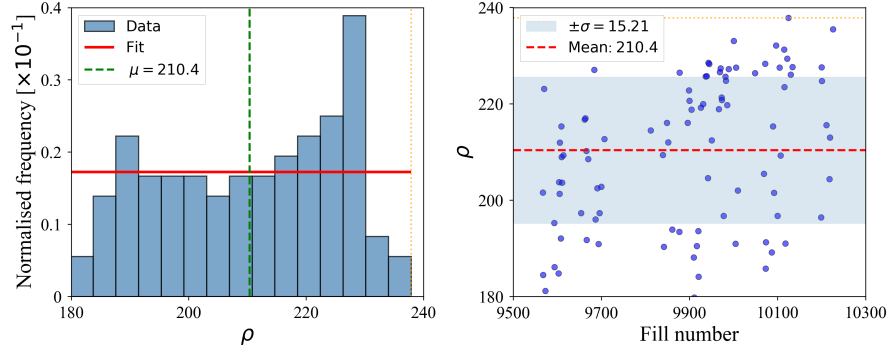 Normalised frequency [×10⁻¹]
0.4
0.3
0.2
0.1
0
180
200
220
240
ρ
Data
Fit
μ = 210.4
ρ
240
220
200
180
9500
9700
9900
10100
10300
Fill number
±σ = 15.21
Mean: 210.4